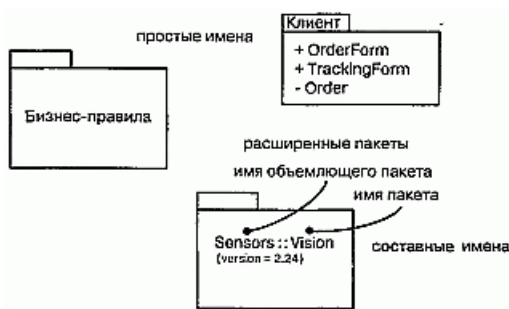 простые имена
Клиент
+ OrderForm
+ TrackingForm
- Order
Бизнес-правила
расширенные пакеты
имя объемлющего пакета
имя пакета
Sensors :: Vision
{version = 2.24}
составные имена